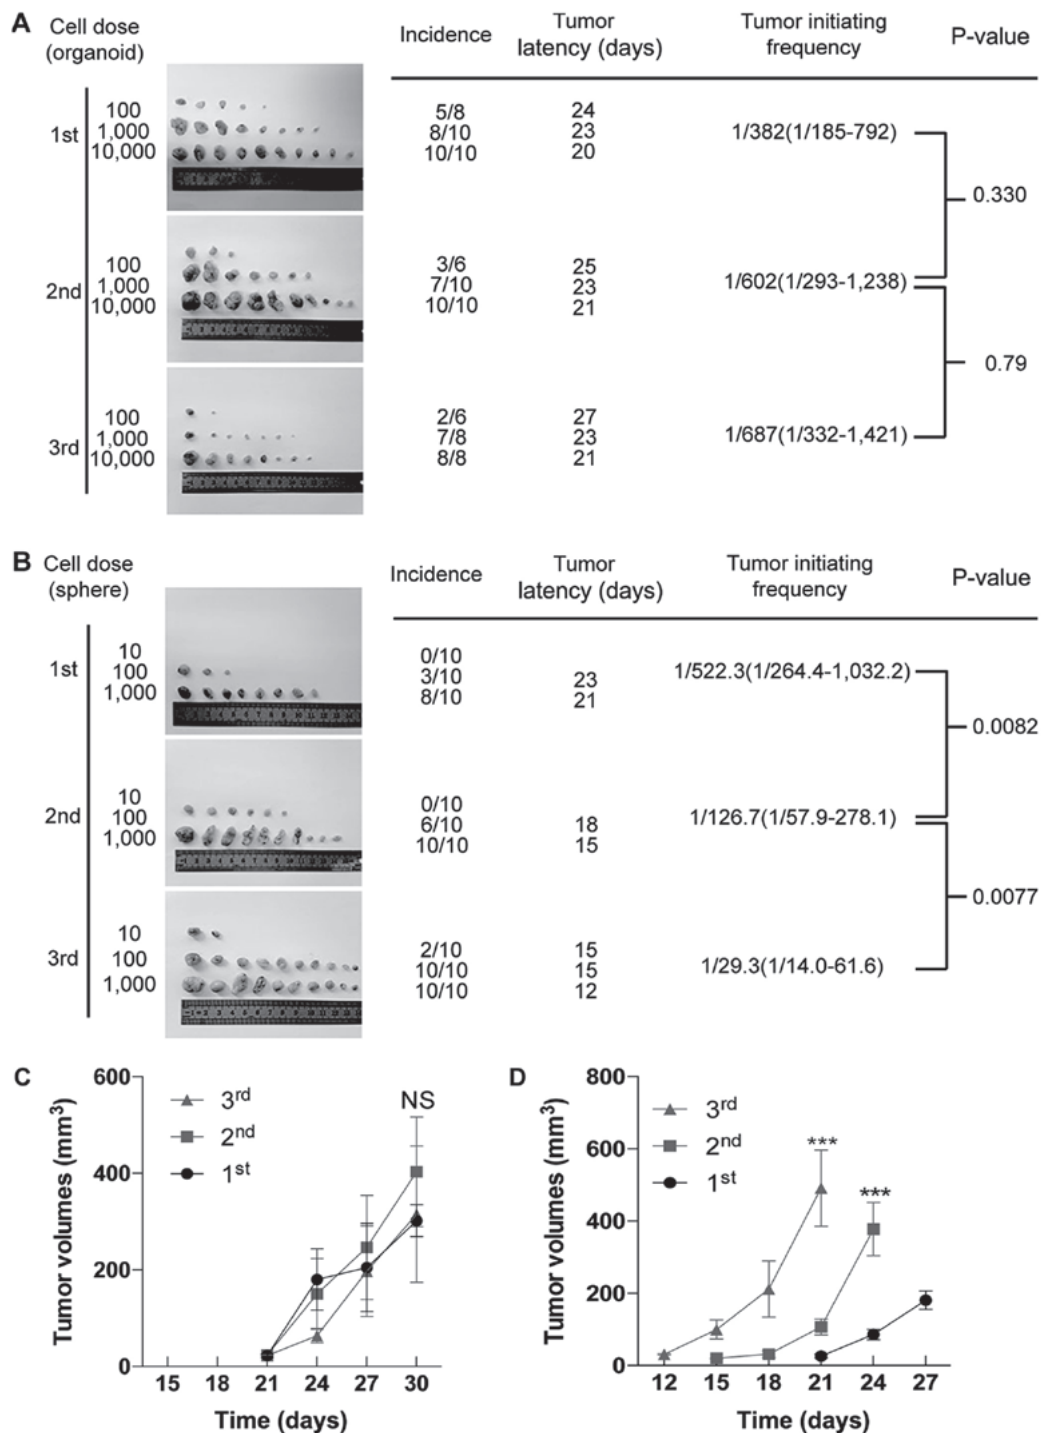 A
Cell dose
(organoid)
Incidence
Tumor
latency (days)
Tumor initiating
frequency
P-value
1st
100
1,000
10,000
5/8
8/10
10/10
24
23
20
1/382(1/185-792)
0.330
2nd
100
1,000
10,000
3/6
7/10
10/10
25
23
21
1/602(1/293-1,238)
0.79
3rd
100
1,000
10,000
2/6
7/8
8/8
27
23
21
1/687(1/332-1,421)
B
Cell dose
(sphere)
Incidence
Tumor
latency (days)
Tumor initiating
frequency
P-value
1st
10
100
1,000
0/10
3/10
8/10
23
21
1/522.3(1/264.4-1,032.2)
0.0082
2nd
10
100
1,000
0/10
6/10
10/10
18
15
1/126.7(1/57.9-278.1)
0.0077
3rd
10
100
1,000
2/10
10/10
10/10
15
15
12
1/29.3(1/14.0-61.6)
C
Tumor volumes (mm³)
600
400
200
0
3rd
2nd
1st
NS
15 18 21 24 27 30
Time (days)
D
Tumor volumes (mm³)
800
600
400
200
0
3rd
2nd
1st
***
***
12 15 18 21 24 27
Time (days)